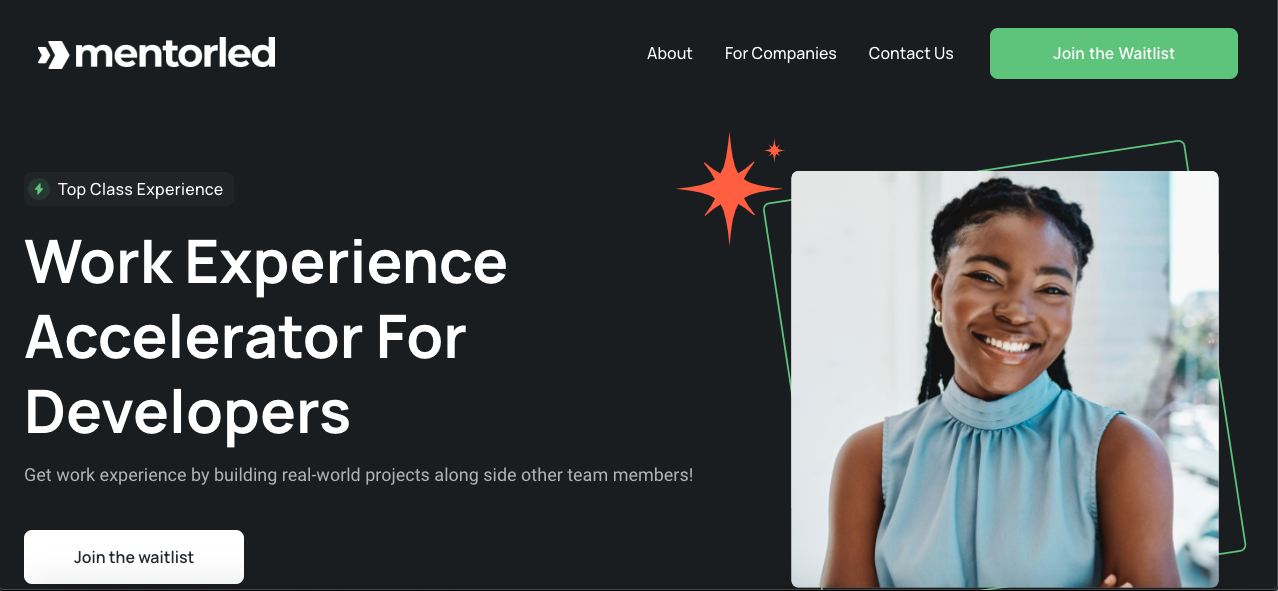 mentorled
About
For Companies
Contact Us
Join the Waitlist
Top Class Experience
Work Experience
Accelerator For
Developers
Get work experience by building real-world projects along side other team members!
Join the waitlist